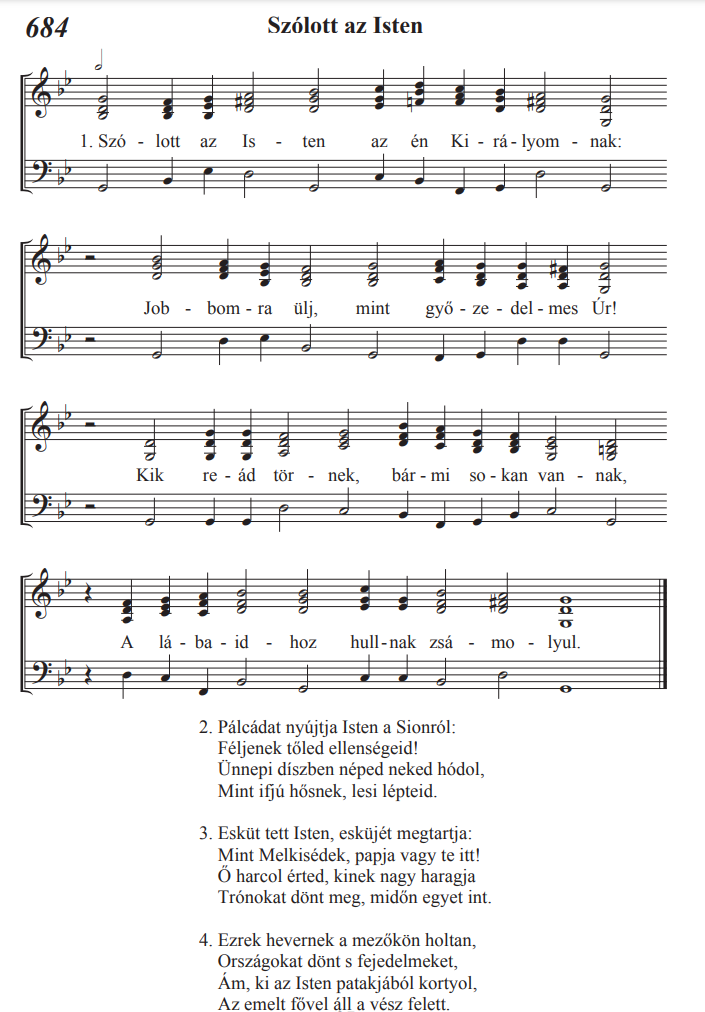 684
Szólott az Isten
1. Szó - lott az Is - ten az én Ki - rá - lyom - nak:
Job - bom - ra ülj, mint győ - ze - del - mes Úr!
Kik re - ád tör - nek, bár - mi so - kan van - nak,
A lá - ba - id - hoz hull - nak zsá - mo - lyul.
2. Pálcádat nyújtja Isten a Sionról:
Féljenek tőled ellenségeid!
Ünnepi díszben néped neked hódol,
Mint ifjú hősnek, lesi lépteid.
3. Esküt tett Isten, esküjét megtartja:
Mint Melkisédek, papja vagy te itt!
Ő harcol érted, kinek nagy haragja
Trónokat dönt meg, midőn egyet int.
4. Ezrek hevernek a mezőkön holtan,
Országokat dönt s fejedelmeket,
Ám, ki az Isten patakjából kortyol,
Az emelt fővel áll a vész felett.